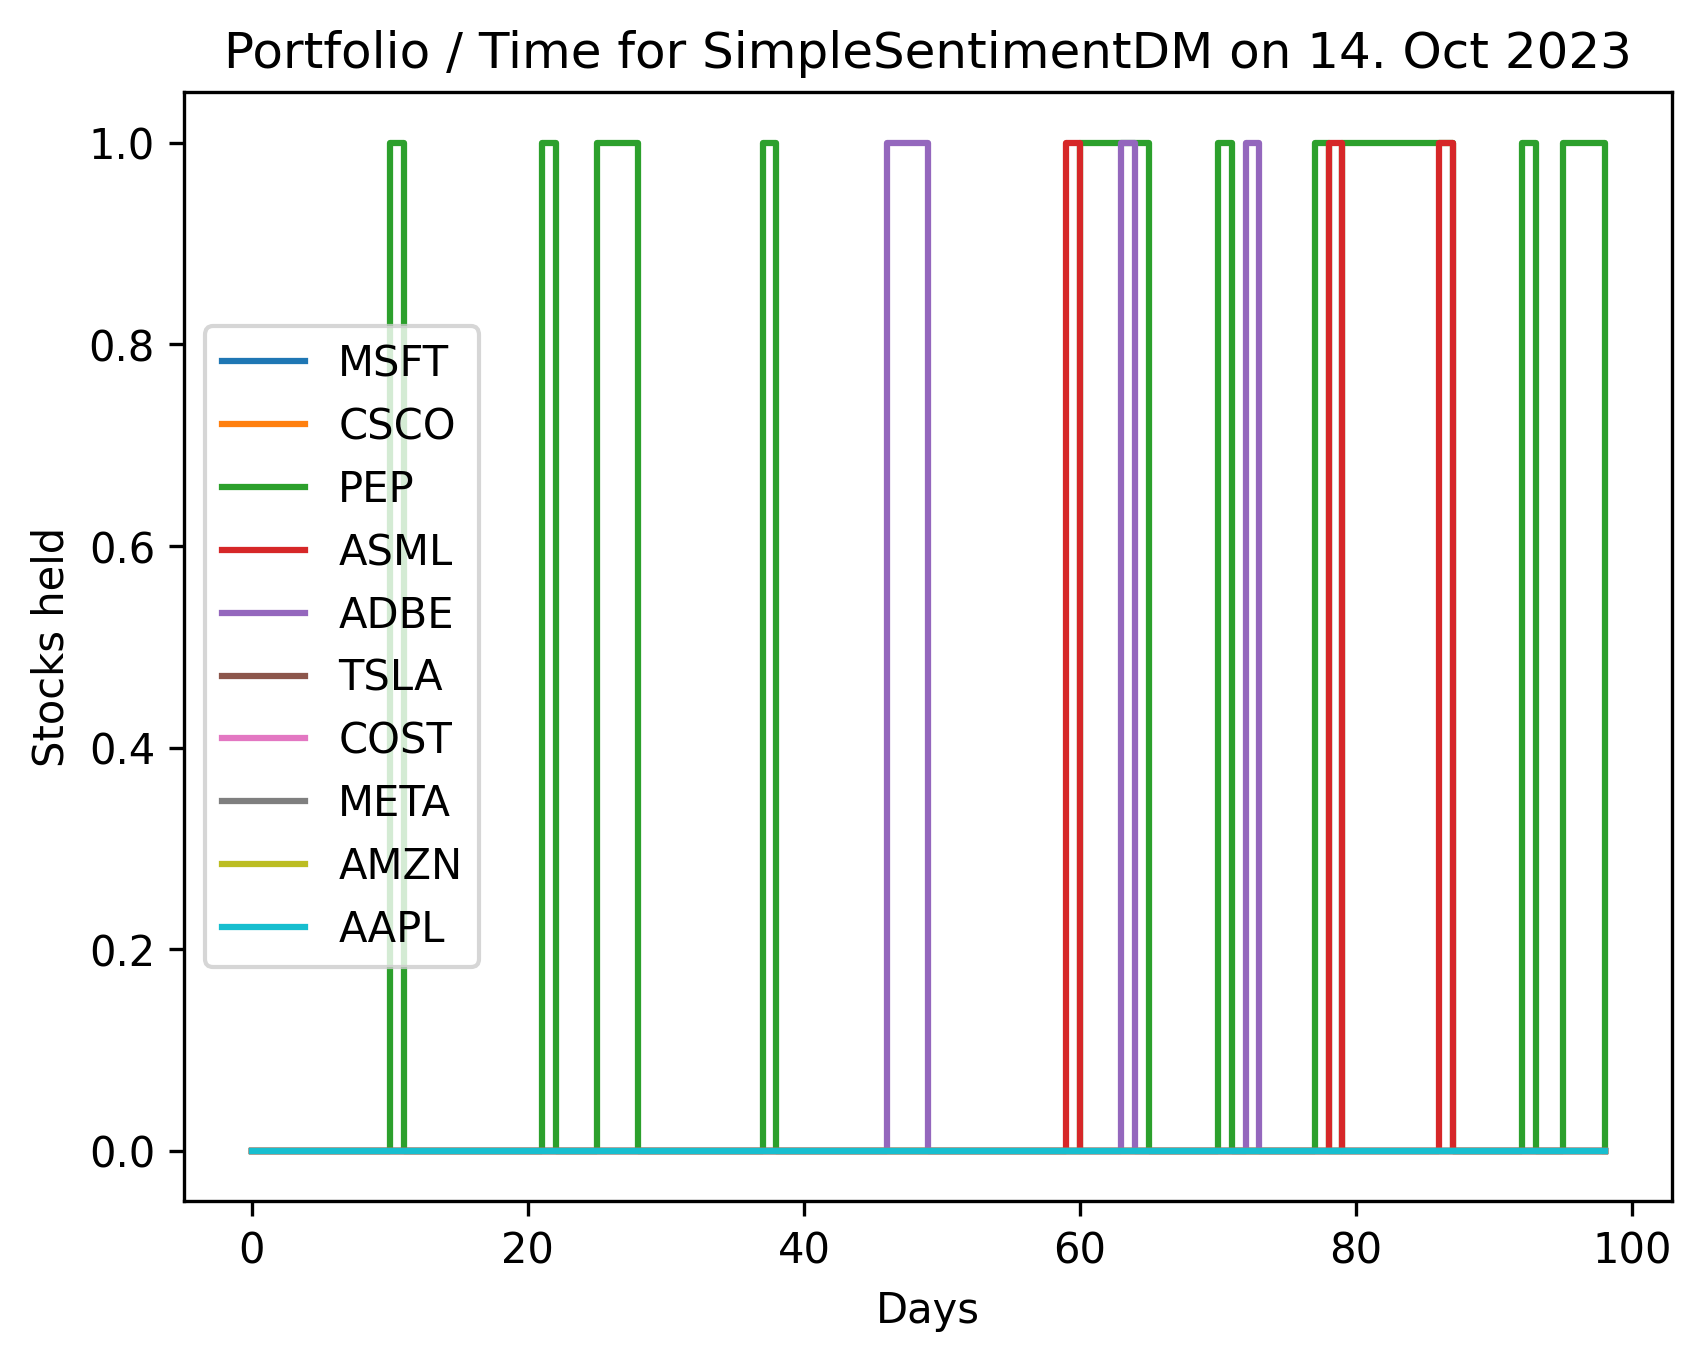 Portfolio / Time for SimpleSentimentDM on 14. Oct 2023
1.0
0.8
0.6
0.4
0.2
0.0
Stocks held
MSFT
CSCO
PEP
ASML
ADBE
TSLA
COST
META
AMZN
AAPL
0 20 40 60 80 100
Days